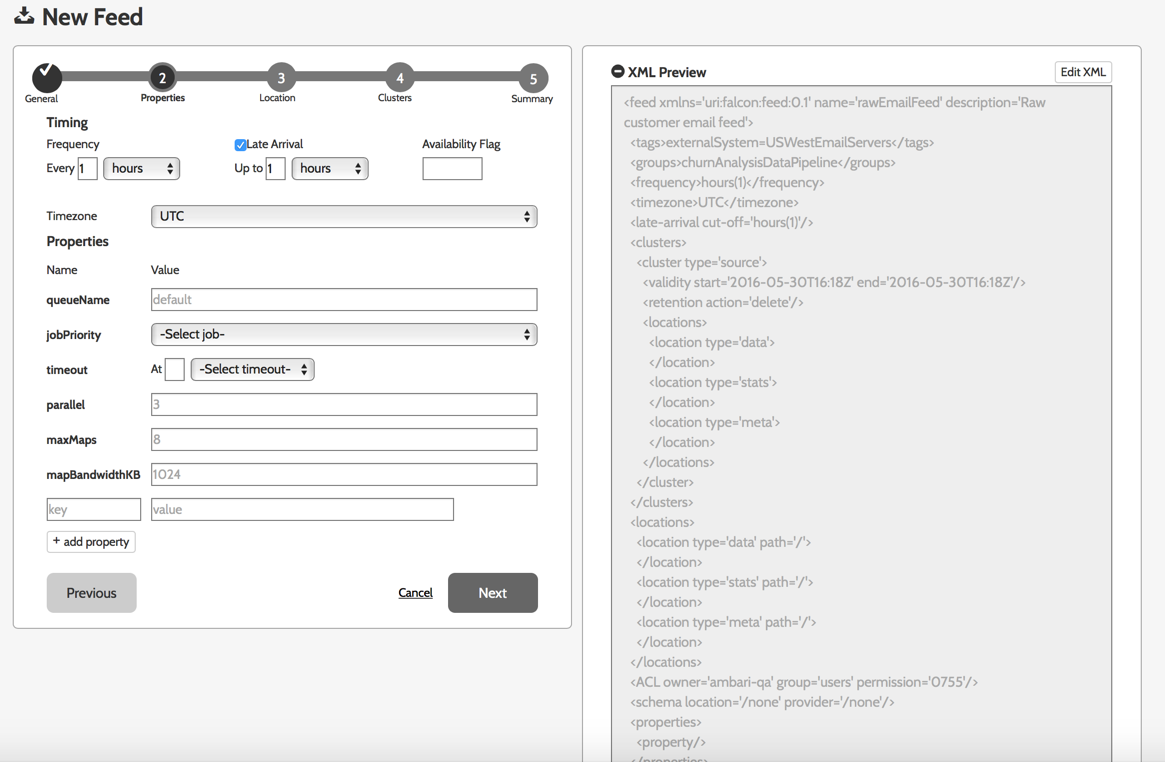 New Feed
2
3
4
5
General
Properties
Location
Clusters
Summary
Timing
Frequency
Late Arrival
Availability Flag
Every 1 hours
Up to 1 hours
Timezone
UTC
Properties
Name
Value
queueName
default
jobPriority
-Select job-
timeout
At
-Select timeout-
parallel
3
maxMaps
8
mapBandwidthKB
1024
key
value
+ add property
Previous
Cancel
Next
XML Preview
Edit XML
<feed xmlns='uri:falcon:feed:0.1' name='rawEmailFeed' description='Raw
customer email feed'>
<tags>externalSystem=USWestEmailServers</tags>
<groups>churnAnalysisDataPipeline</groups>
<frequency>hours(1)</frequency>
<timezone>UTC</timezone>
<late-arrival cut-off='hours(1)'/>
<clusters>
<cluster type='source'>
<validity start='2016-05-30T16:18Z' end='2016-05-30T16:18Z'/>
<retention action='delete'/>
<locations>
<location type='data'>
</location>
<location type='stats'>
</location>
<location type='meta'>
</location>
</locations>
</cluster>
</clusters>
<locations>
<location type='data' path='/'>
</location>
<location type='stats' path='/'>
</location>
<location type='meta' path='/'>
</location>
</locations>
<ACL owner='ambari-qa' group='users' permission='0755'/>
<schema location='/none' provider='/none'/>
<properties>
<property/>
</properties>